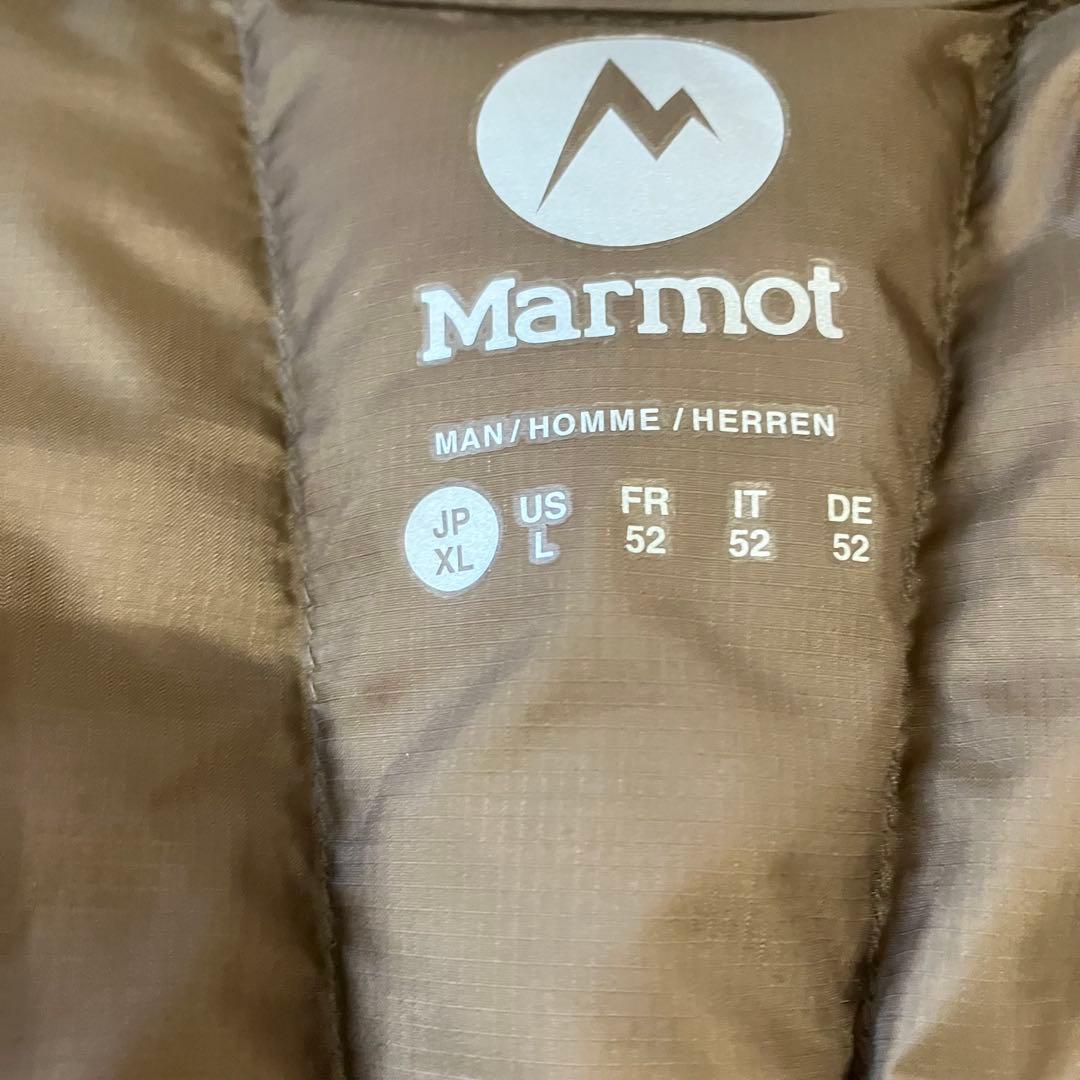 Marmot
MAN/HOMME/HERREN
JP US FR IT DE
XL L 52 52 52